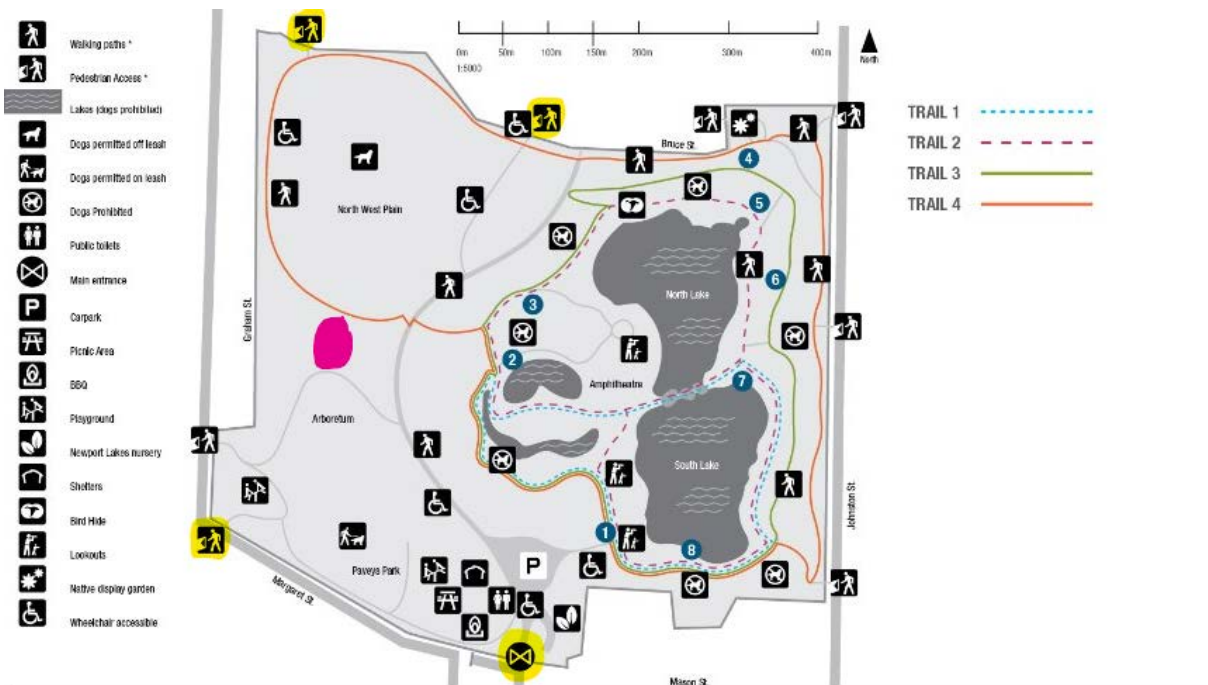 Walking paths *
Pedestrian Access *
Lakes (dogs prohibited)
Dogs permitted off leash
Dogs permitted on leash
Dogs Prohibited
Public toilets
Main entrance
P
Carpark
Picnic Area
BBQ
Playground
Newport Lakes nursery
Shelters
Bird Hide
Lookouts
Native display garden
Wheelchair accessible
0m 50m 100m 200m 300m 400m
1:5000
North
TRAIL 1
TRAIL 2
TRAIL 3
TRAIL 4
Bruce St.
4
North West Plain
5
6
North Lake
3
Graham St.
2
Amphitheatre
7
Arboretum
South Lake
Johnston St.
1
8
P
Paveys Park
Margaret St.
Mason St.